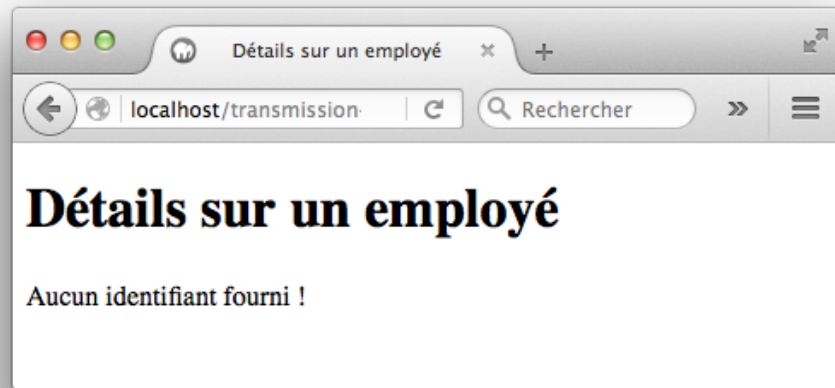 Détails sur un employé
localhost/transmission-
Rechercher
Détails sur un employé
Aucun identifiant fourni !